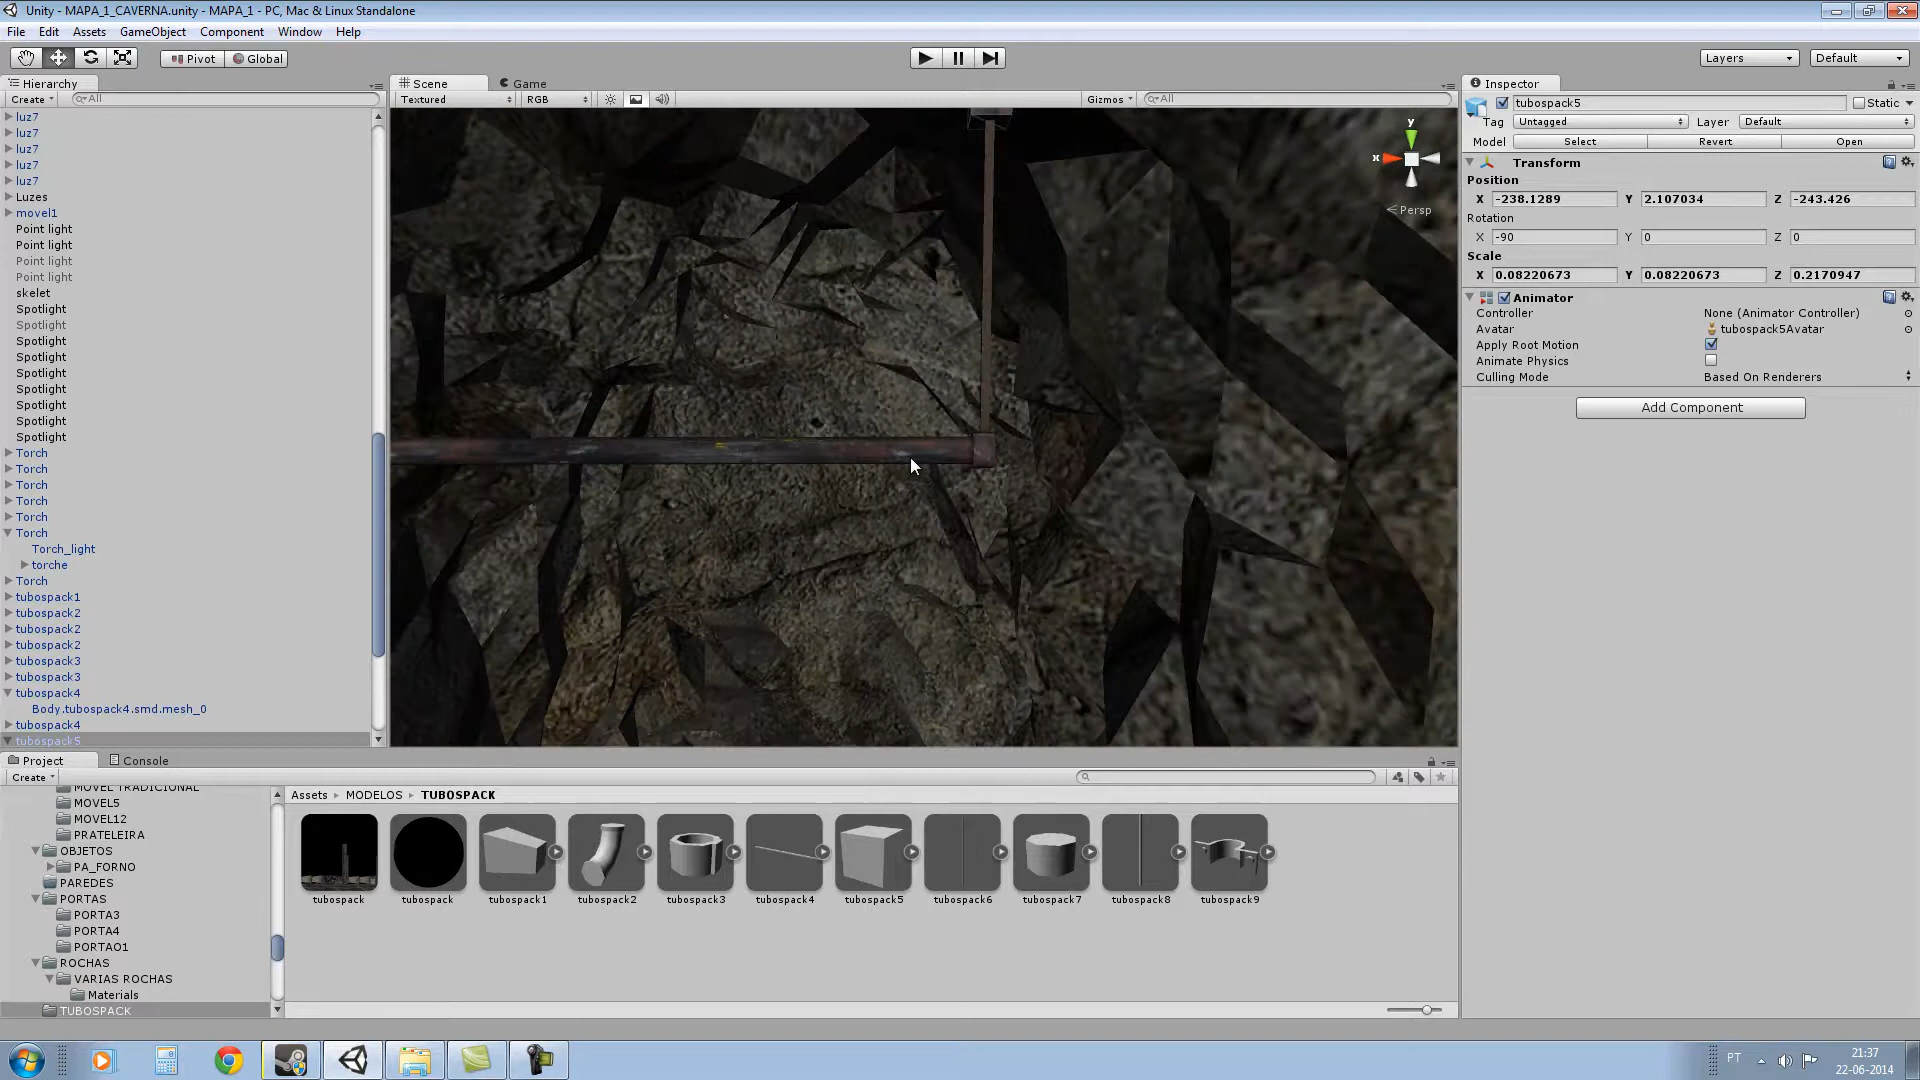 Unity - MAPA_1_CAVERNA.unity - MAPA_1 - PC, Mac & Linux Standalone
File Edit Assets GameObject Component Window Help
Pivot Global Layers Default
Hierarchy
Create All
luz7
luz7
luz7
luz7
luz7
Luzes
movel1
Point light
Point light
Point light
Point light
skelet
Spotlight
Spotlight
Spotlight
Spotlight
Spotlight
Spotlight
Spotlight
Spotlight
Spotlight
Torch
Torch
Torch
Torch
Torch
Torch
Torch_light
torche
Torch
tubospack1
tubospack2
tubospack2
tubospack2
tubospack3
tubospack3
tubospack4
Body.tubospack4.smd.mesh_0
tubospack4
tubospack5
Scene Game
Textured RGB Gizmos All
y
x
Persp
Inspector
tubospack5 Static
Tag Untagged Layer Default
Model Select Revert Open
Transform
Position
X -238.1289 Y 2.107034 Z -243.426
Rotation
X -90 Y 0 Z 0
Scale
X 0.08220673 Y 0.08220673 Z 0.2170947
Animator
Controller None (Animator Controller)
Avatar tubospack5Avatar
Apply Root Motion
Animate Physics
Culling Mode Based On Renderers
Add Component
Project Console
Create
MOVEL TRADICIONAL
MOVEL5
MOVEL12
PRATELEIRA
OBJETOS
PA_FORNO
PAREDES
PORTAS
PORTA3
PORTA4
PORTAO1
ROCHAS
VARIAS ROCHAS
Materials
TUBOSPACK
Assets MODELOS TUBOSPACK
tubospack tubospack tubospack1 tubospack2 tubospack3 tubospack4 tubospack5 tubospack6 tubospack7 tubospack8 tubospack9
PT 21:37
22-06-2014